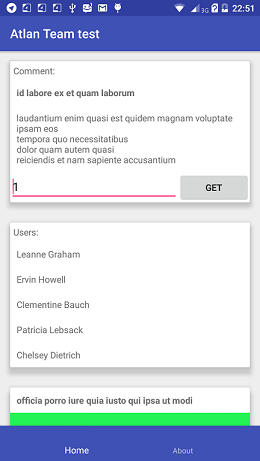 3G 22:51
Atlan Team test
Comment:
id labore ex et quam laborum
laudantium enim quasi est quidem magnam voluptate
ipsam eos
tempora quo necessitatibus
dolor quam autem quasi
reiciendis et nam sapiente accusantium
1 GET
Users:
Leanne Graham
Ervin Howell
Clementine Bauch
Patricia Lebsack
Chelsey Dietrich
officia porro iure quia iusto qui ipsa ut modi
Home About